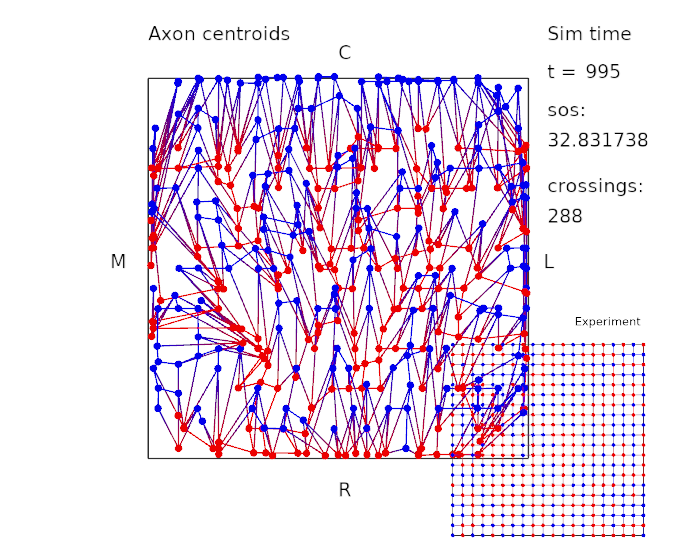 Axon centroids
C
M
L
R
Sim time
t = 995
sos:
32.831738
crossings:
288
Experiment